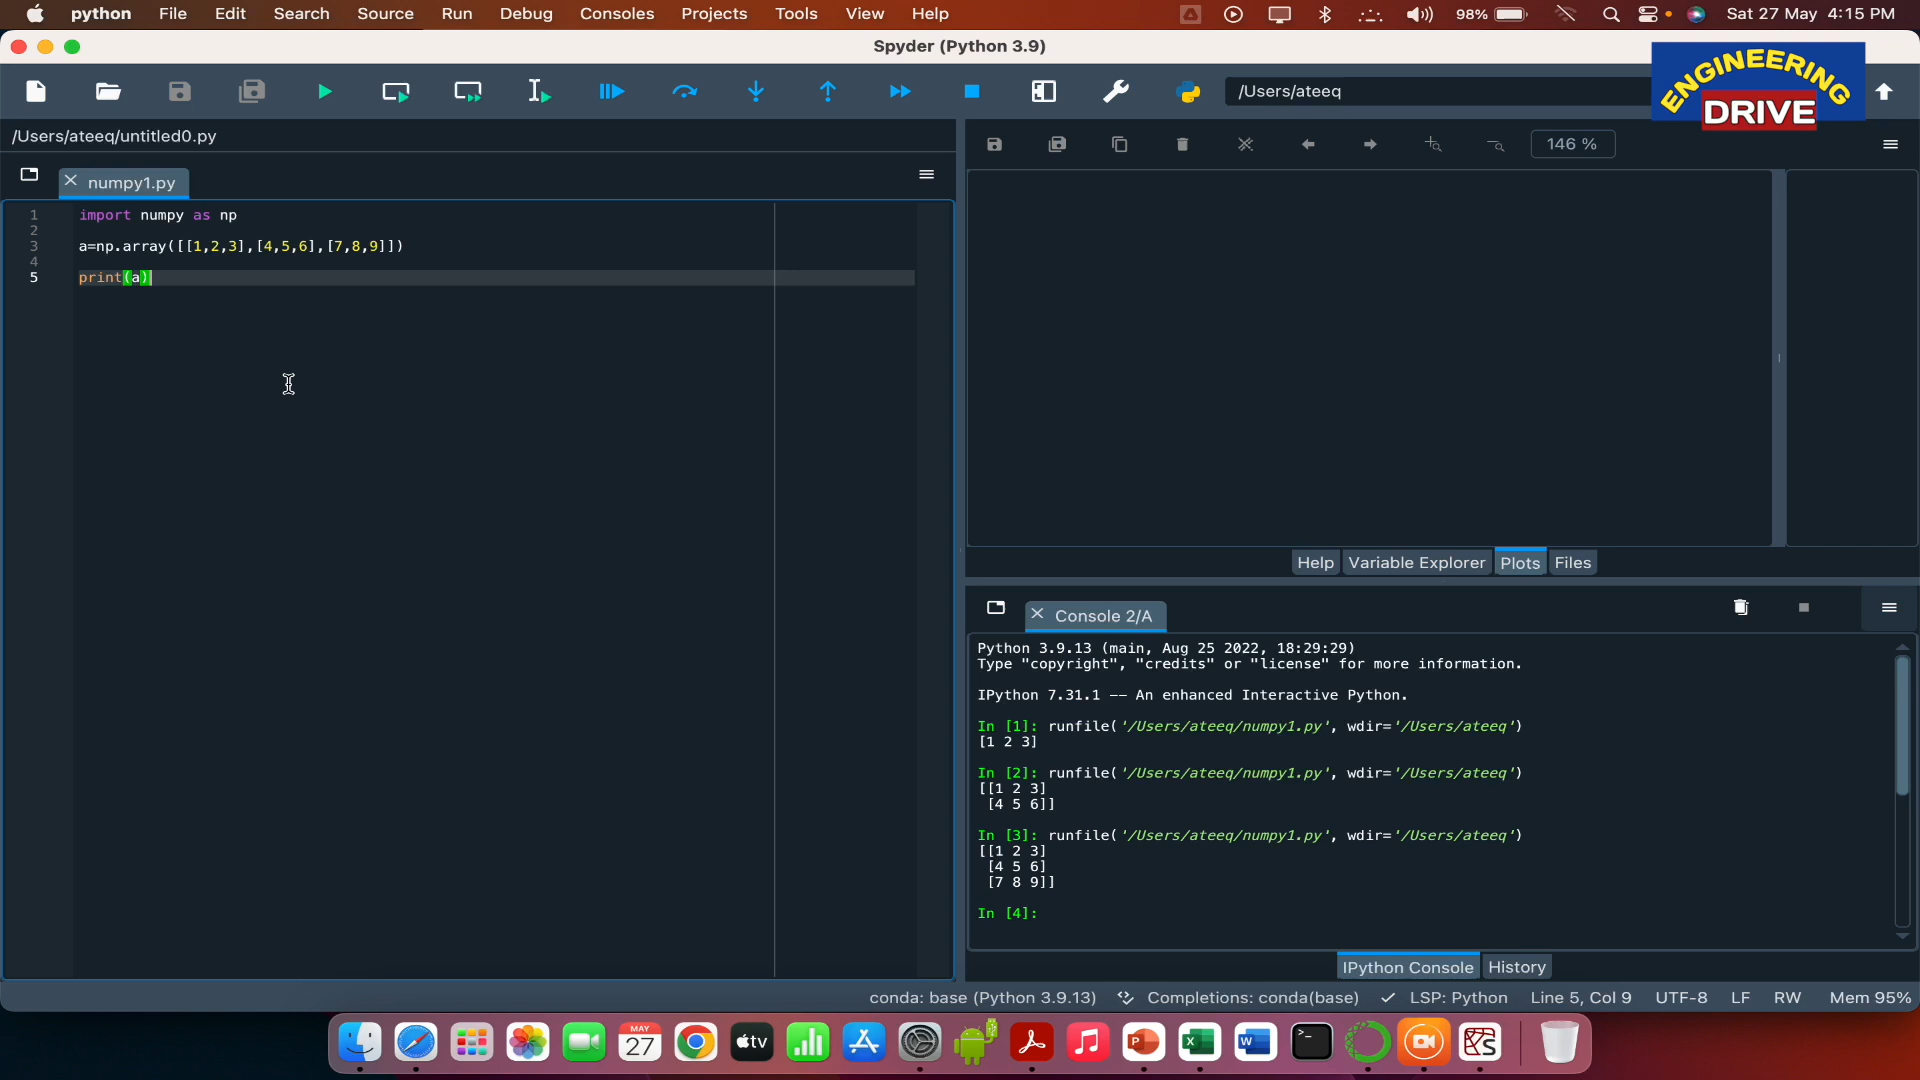 python File Edit Search Source Run Debug Consoles Projects Tools View Help 98% Sat 27 May 4:15 PM
Spyder (Python 3.9)
ENGINEERING
DRIVE
/Users/ateeq
/Users/ateeq/untitled0.py
146 %
numpy1.py
1 import numpy as np
2
3 a=np.array([[1,2,3],[4,5,6],[7,8,9]])
4
5 print(a)
Help Variable Explorer Plots Files
Console 2/A
Python 3.9.13 (main, Aug 25 2022, 18:29:29)
Type "copyright", "credits" or "license" for more information.
IPython 7.31.1 -- An enhanced Interactive Python.
In [1]: runfile('/Users/ateeq/numpy1.py', wdir='/Users/ateeq')
[1 2 3]
In [2]: runfile('/Users/ateeq/numpy1.py', wdir='/Users/ateeq')
[[1 2 3]
[4 5 6]]
In [3]: runfile('/Users/ateeq/numpy1.py', wdir='/Users/ateeq')
[[1 2 3]
[4 5 6]
[7 8 9]]
In [4]:
IPython Console History
conda: base (Python 3.9.13) Completions: conda(base) LSP: Python Line 5, Col 9 UTF-8 LF RW Mem 95%
MAY
27
tv
P
X
W
>_